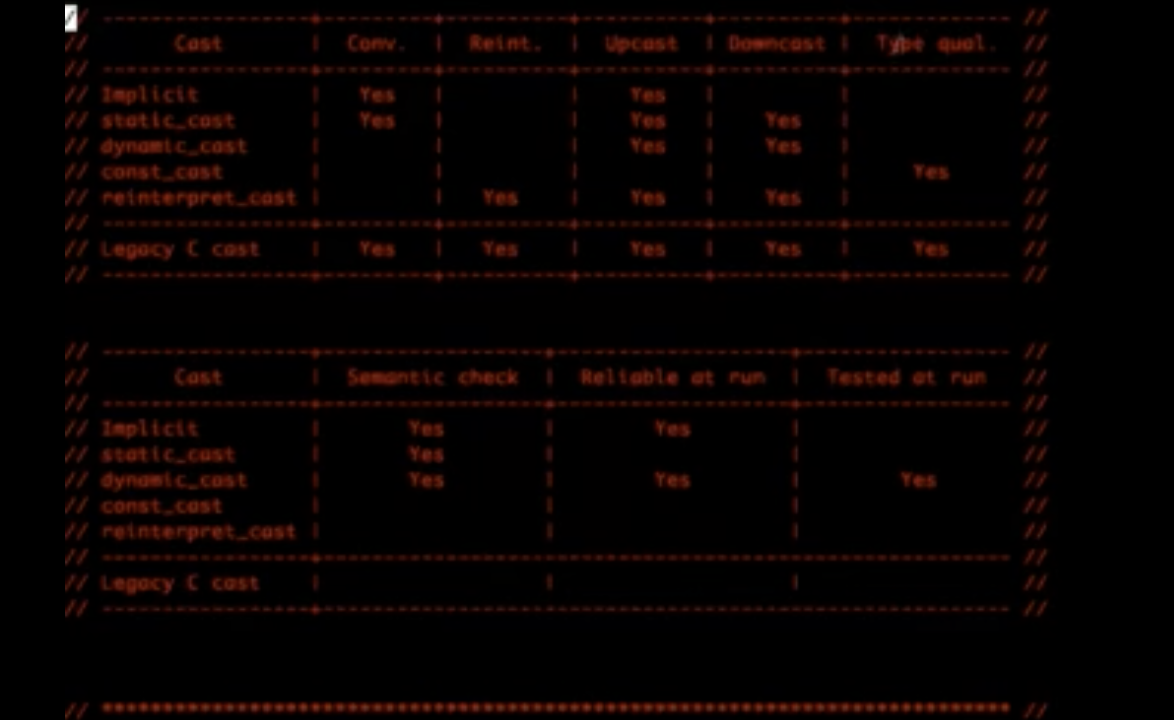 // ----------------+---------+----------+----------+----------+------------- //
//       Cast      |  Conv.  |  Reint.  |  Upcast  | Downcast |  Type qual.  //
// ----------------+---------+----------+----------+----------+------------- //
// Implicit        |   Yes   |          |   Yes    |          |              //
// static_cast     |   Yes   |          |   Yes    |   Yes    |              //
// dynamic_cast    |         |          |   Yes    |   Yes    |              //
// const_cast      |         |          |          |          |     Yes      //
// reinterpret_cast |         |   Yes    |   Yes    |   Yes    |              //
// ----------------+---------+----------+----------+----------+------------- //
// Legacy C cast   |   Yes   |   Yes    |   Yes    |   Yes    |     Yes      //
// ----------------+---------+----------+----------+----------+------------- //
// ----------------+------------------+-------------------+----------------- //
//       Cast      |  Semantic check  |  Reliable at run  |  Tested at run   //
// ----------------+------------------+-------------------+----------------- //
// Implicit        |       Yes        |       Yes         |                  //
// static_cast     |       Yes        |                   |                  //
// dynamic_cast    |       Yes        |       Yes         |       Yes        //
// const_cast      |                  |                   |                  //
// reinterpret_cast |                  |                   |                  //
// ----------------+-------------------------------------------------------- //
// Legacy C cast   |                  |                   |                  //
// ----------------+-------------------------------------------------------- //
// ************************************************************************** //